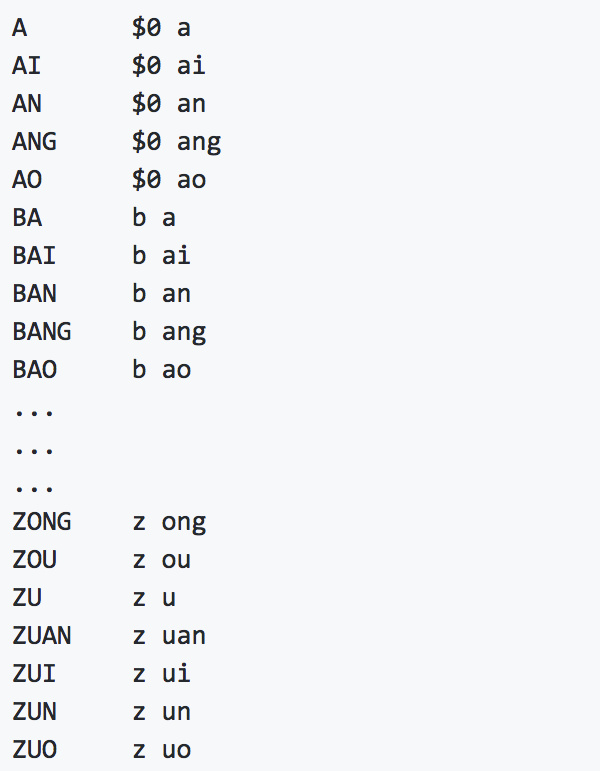 A $0 a
AI $0 ai
AN $0 an
ANG $0 ang
AO $0 ao
BA b a
BAI b ai
BAN b an
BANG b ang
BAO b ao
...
...
...
ZONG z ong
ZOU z ou
ZU z u
ZUAN z uan
ZUI z ui
ZUN z un
ZUO z uo